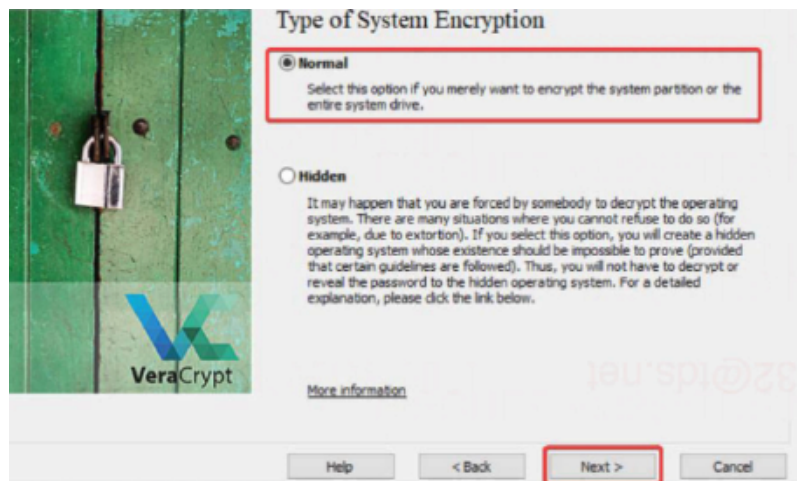 Type of System Encryption
Normal
Select this option if you merely want to encrypt the system partition or the
entire system drive.
Hidden
It may happen that you are forced by somebody to decrypt the operating
system. There are many situations where you cannot refuse to do so (for
example, due to extortion). If you select this option, you will create a hidden
operating system whose existence should be impossible to prove (provided
that certain guidelines are followed). Thus, you will not have to decrypt or
reveal the password to the hidden operating system. For a detailed
explanation, please click the link below.
VeraCrypt
More information
32@tds.net
Help
< Back
Next >
Cancel